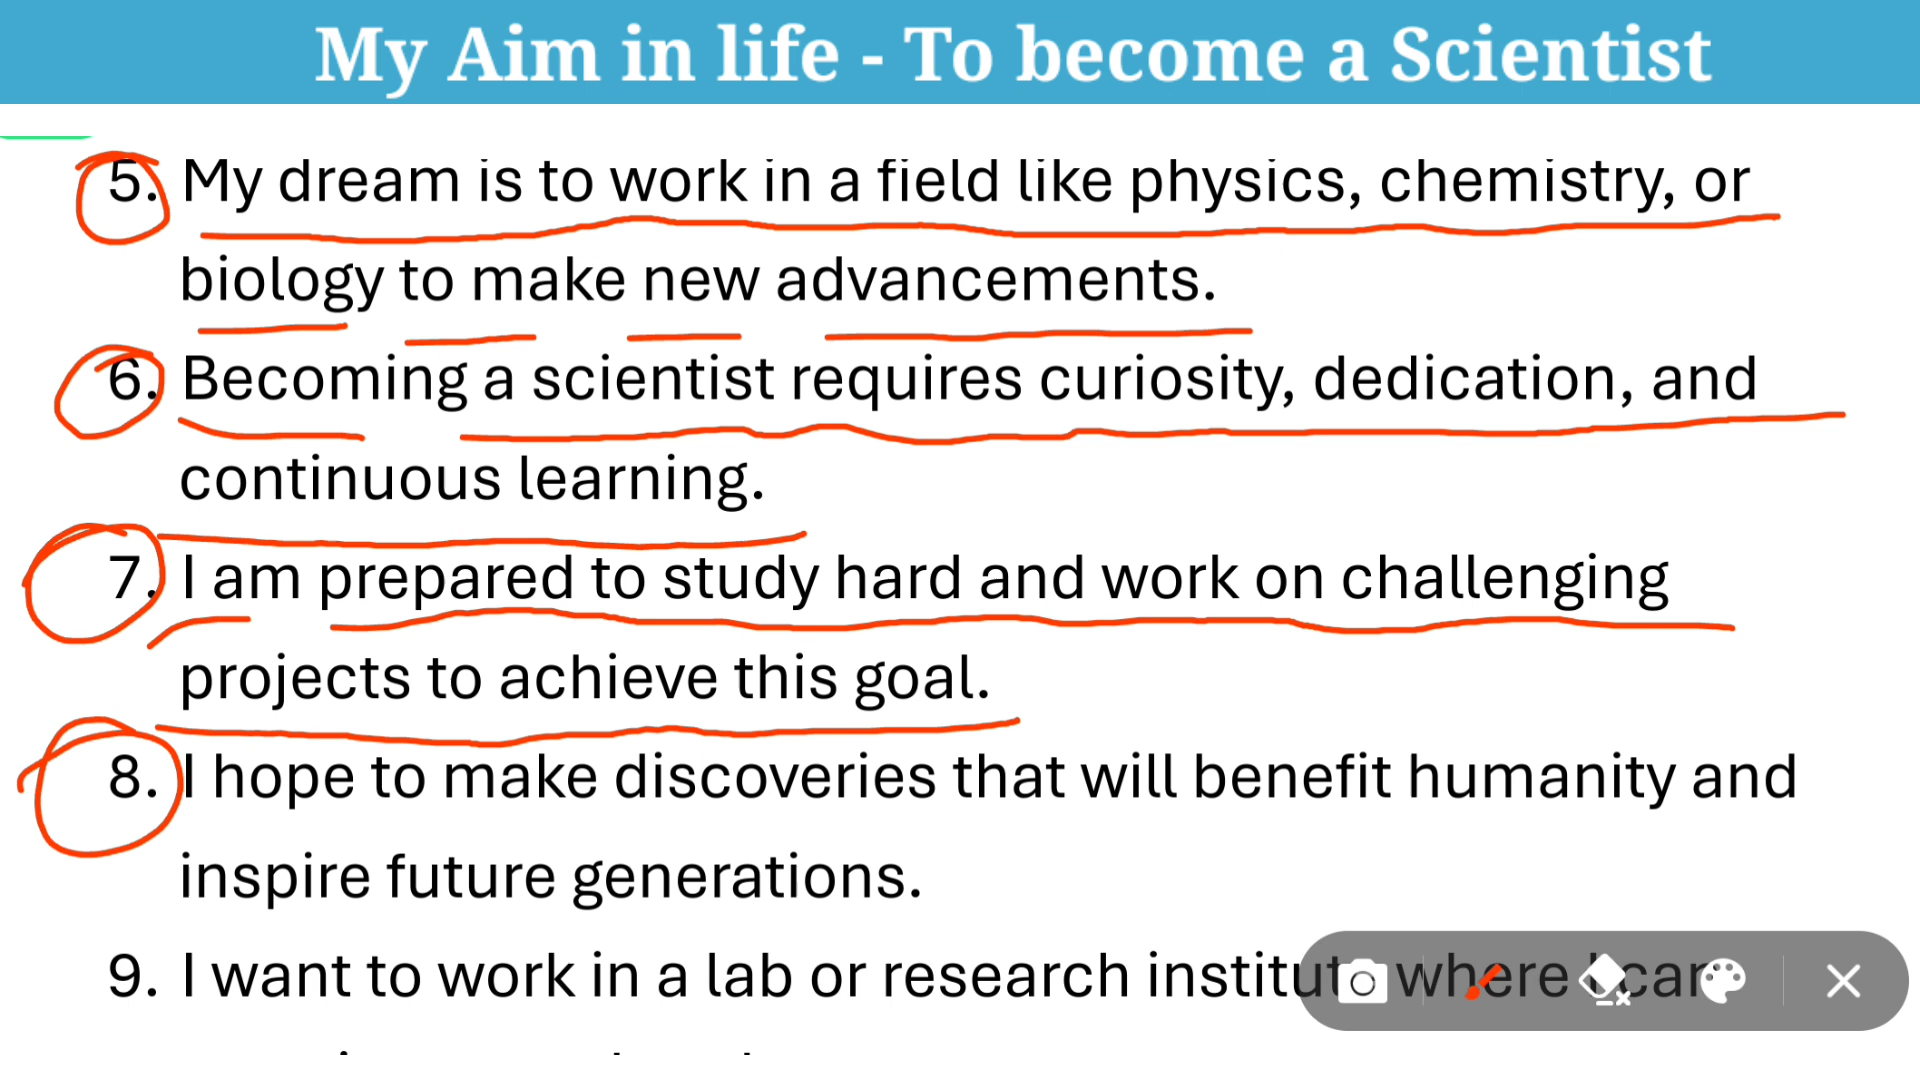 My Aim in life - To become a Scientist
5. My dream is to work in a field like physics, chemistry, or
biology to make new advancements.
6. Becoming a scientist requires curiosity, dedication, and
continuous learning.
7. I am prepared to study hard and work on challenging
projects to achieve this goal.
8. I hope to make discoveries that will benefit humanity and
inspire future generations.
9. I want to work in a lab or research institute where I can